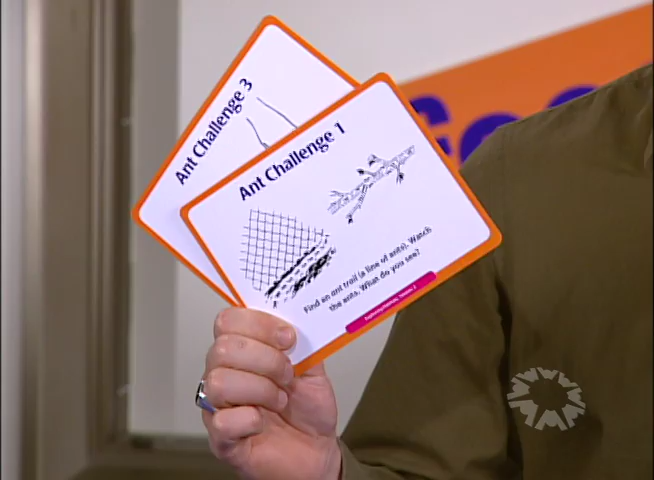 Ant Challenge 3
Ant Challenge 1
Find an ant trail (a line of ants). Watch
the ants. What do you see?